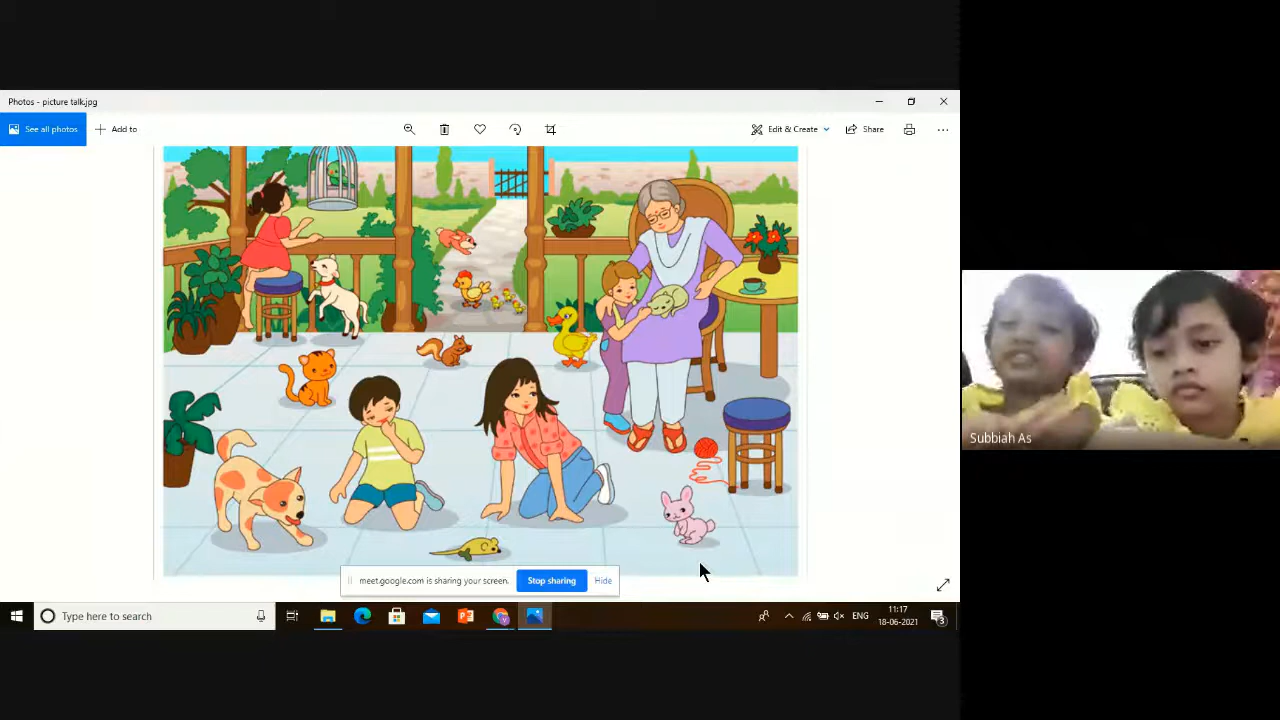 Photos - picture talk.jpg
See all photos
Add to
Edit & Create
Share
Subbiah As
meet.google.com is sharing your screen.
Stop sharing
Hide
Type here to search
ENG
11:17
18-06-2021
3